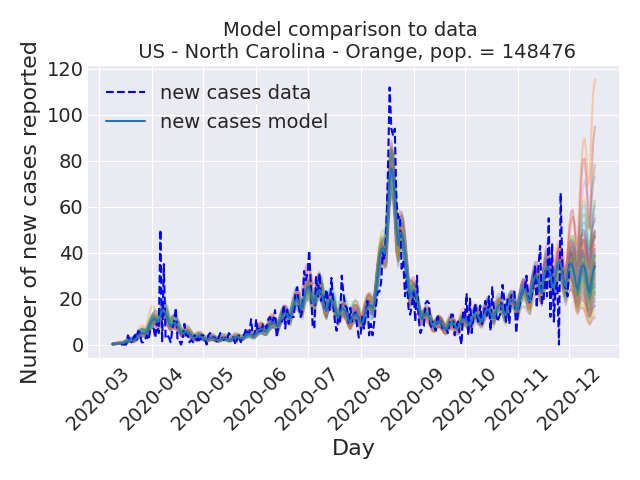 Model comparison to data
US - North Carolina - Orange, pop. = 148476
Number of new cases reported
120
100
80
60
40
20
0
new cases data
new cases model
2020-03
2020-04
2020-05
2020-06
2020-07
2020-08
2020-09
2020-10
2020-11
2020-12
Day